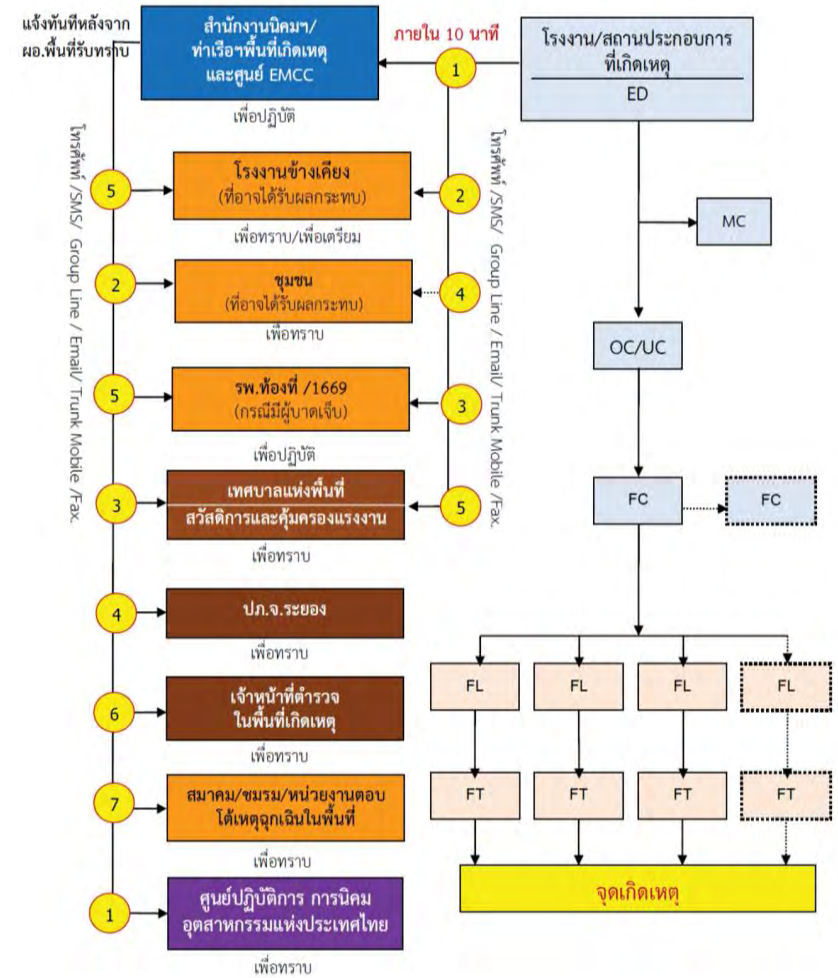 แจ้งทันทีหลังจาก
ผอ.พื้นที่รับทราบ
สำนักงานนิคมฯ/
ท่าเรือฯพื้นที่เกิดเหตุ
และศูนย์ EMCC
เพื่อปฏิบัติ
ภายใน 10 นาที
1
โรงงาน/สถานประกอบการ
ที่เกิดเหตุ
ED
โทรศัพท์ /SMS/ Group Line / Email/ Trunk Mobile /Fax.
5
โรงงานข้างเคียง
(ที่อาจได้รับผลกระทบ)
2
เพื่อทราบ/เพื่อเตรียม
2
ชุมชน
(ที่อาจได้รับผลกระทบ)
4
เพื่อทราบ
5
รพ.ท้องที่ /1669
(กรณีมีผู้บาดเจ็บ)
3
เพื่อปฏิบัติ
3
เทศบาลแห่งพื้นที่
สวัสดิการและคุ้มครองแรงงาน
5
เพื่อทราบ
4
ปภ.จ.ระยอง
เพื่อทราบ
6
เจ้าหน้าที่ตำรวจ
ในพื้นที่เกิดเหตุ
เพื่อทราบ
7
สมาคม/ชมรม/หน่วยงานตอบ
โต้เหตุฉุกเฉินในพื้นที่
เพื่อทราบ
1
ศูนย์ปฏิบัติการ การนิคม
อุตสาหกรรมแห่งประเทศไทย
เพื่อทราบ
โทรศัพท์ /SMS/ Group Line / Email/ Trunk Mobile /Fax.
MC
OC/UC
FC
FC
FL
FL
FL
FL
FT
FT
FT
FT
จุดเกิดเหตุ